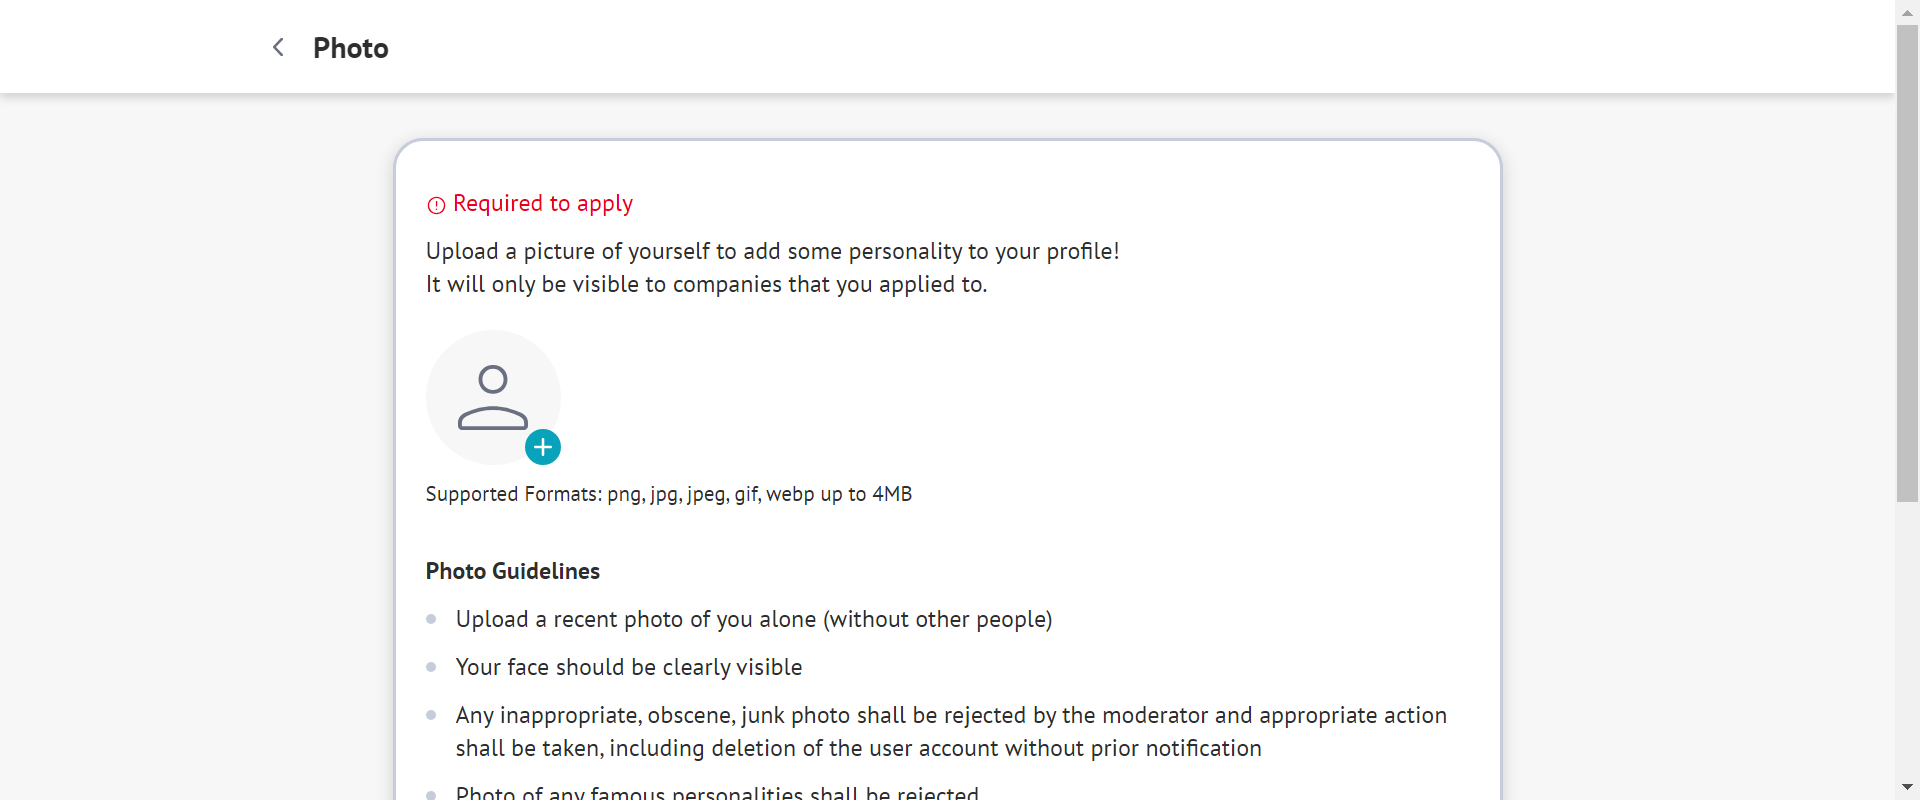 Photo
Required to apply
Upload a picture of yourself to add some personality to your profile!
It will only be visible to companies that you applied to.
Supported Formats: png, jpg, jpeg, gif, webp up to 4MB
Photo Guidelines
Upload a recent photo of you alone (without other people)
Your face should be clearly visible
Any inappropriate, obscene, junk photo shall be rejected by the moderator and appropriate action
shall be taken, including deletion of the user account without prior notification
Photo of any famous personalities shall be rejected